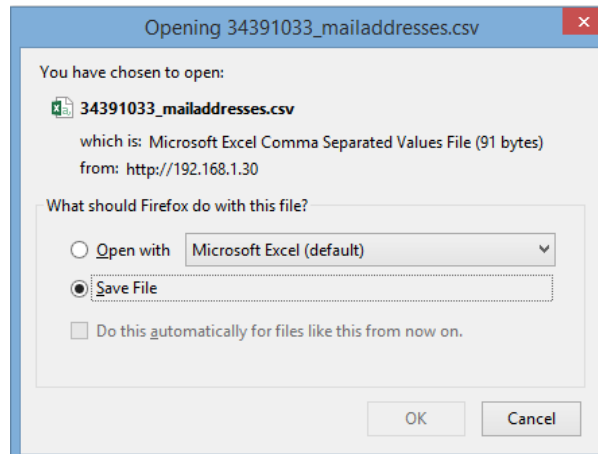 Opening 34391033_mailaddresses.csv
You have chosen to open:
34391033_mailaddresses.csv
which is: Microsoft Excel Comma Separated Values File (91 bytes)
from: http://192.168.1.30
What should Firefox do with this file?
Open with Microsoft Excel (default)
Save File
Do this automatically for files like this from now on.
OK Cancel